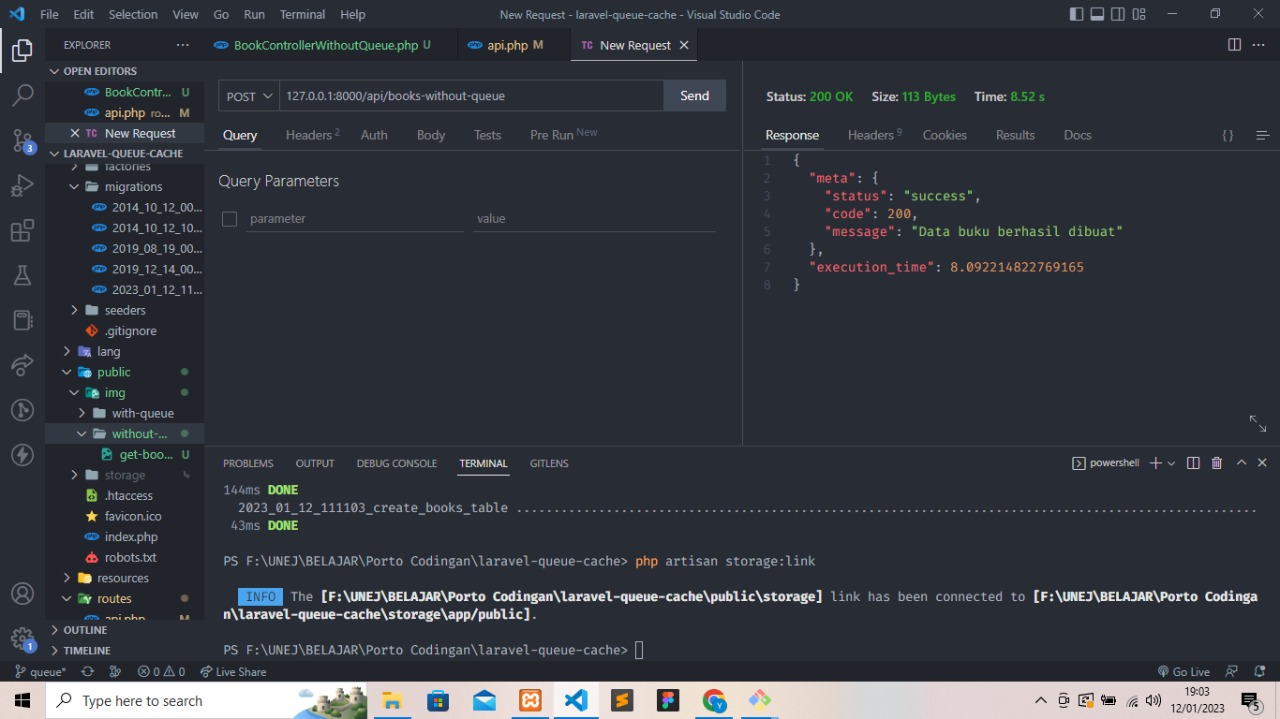 File Edit Selection View Go Run Terminal Help
New Request - laravel-queue-cache - Visual Studio Code
EXPLORER
BookControllerWithoutQueue.php U
api.php M
TC New Request
OPEN EDITORS
BookContr... U
api.php ro... M
TC New Request
LARAVEL-QUEUE-CACHE
factories
migrations
2014_10_12_00...
2014_10_12_10...
2019_08_19_00...
2019_12_14_00...
2023_01_12_11...
seeders
.gitignore
lang
public
img
with-queue
without-...
get-boo... U
storage
.htaccess
favicon.ico
index.php
robots.txt
resources
routes
api.php M
OUTLINE
TIMELINE
3
1
POST 127.0.0.1:8000/api/books-without-queue Send
Query Headers 2 Auth Body Tests Pre Run New
Query Parameters
parameter value
Status: 200 OK Size: 113 Bytes Time: 8.52 s
Response Headers 9 Cookies Results Docs { }
1 {
2 "meta": {
3 "status": "success",
4 "code": 200,
5 "message": "Data buku berhasil dibuat"
6 },
7 "execution_time": 8.092214822769165
8 }
PROBLEMS OUTPUT DEBUG CONSOLE TERMINAL GITLENS
powershell
144ms DONE
2023_01_12_111103_create_books_table ....................................................................................................
43ms DONE
PS F:\UNEJ\BELAJAR\Porto Codingan\laravel-queue-cache> php artisan storage:link
INFO The [F:\UNEJ\BELAJAR\Porto Codingan\laravel-queue-cache\public\storage] link has been connected to [F:\UNEJ\BELAJAR\Porto Codinga
n\laravel-queue-cache\storage\app/public].
PS F:\UNEJ\BELAJAR\Porto Codingan\laravel-queue-cache>
queue* 0 0 Live Share
Go Live
Type here to search
19:03
12/01/2023
5